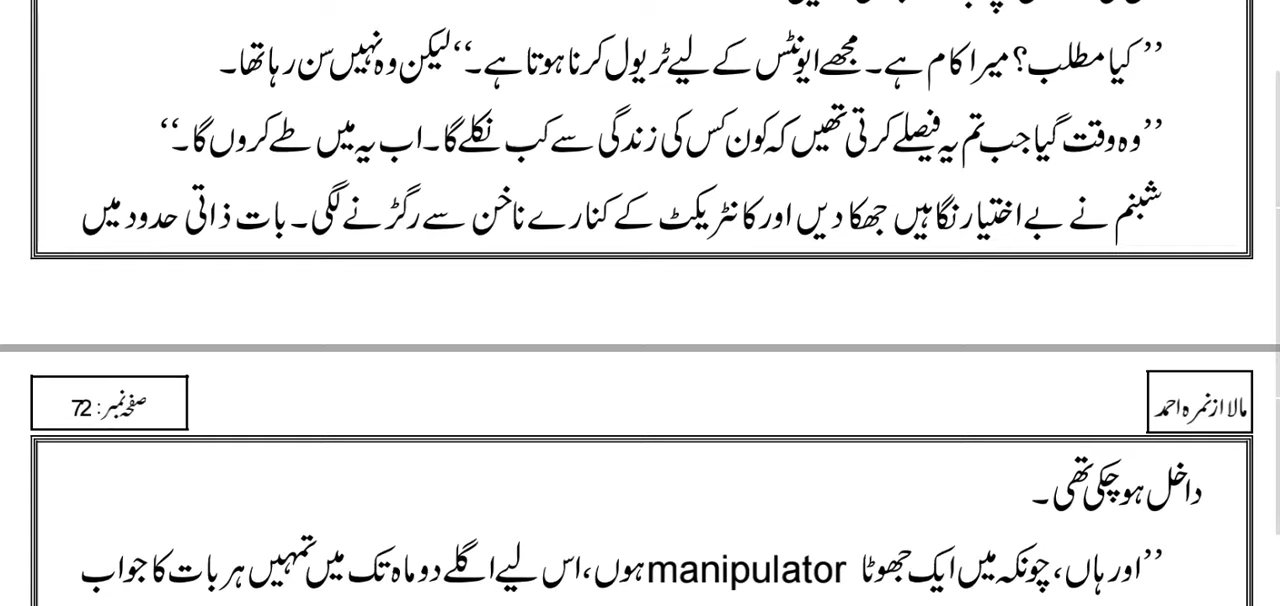 ’’کیا مطلب؟ میرا کام ہے۔ مجھے ایونٹس کے لیے ٹریول کرنا ہوتا ہے۔‘‘ لیکن وہ نہیں سن رہا تھا۔
’’وہ وقت گیا جب تم یہ فیصلے کرتی تھیں کہ کون کس کی زندگی سے کب نکلے گا۔ اب یہ میں طے کروں گا۔‘‘
شبنم نے بے اختیار نگاہیں جھکا دیں اور کانٹریکٹ کے کنارے ناخن سے رگڑنے لگی۔ بات ذاتی حدود میں
مالا از نمرہ احمد
صفحہ نمبر: 72
داخل ہو چکی تھی۔
’’اور ہاں، چونکہ میں ایک جھوٹا manipulator ہوں، اس لیے اگلے دو ماہ تک میں تمہیں ہر بات کا جواب